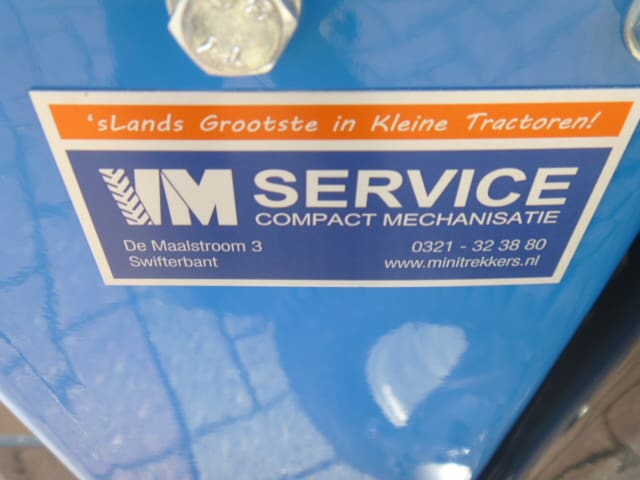 'sLands Grootste in Kleine Tractoren!
VM SERVICE
COMPACT MECHANISATIE
De Maalstroom 3
Swifterbant
0321 - 32 38 80
www.minitrekkers.nl